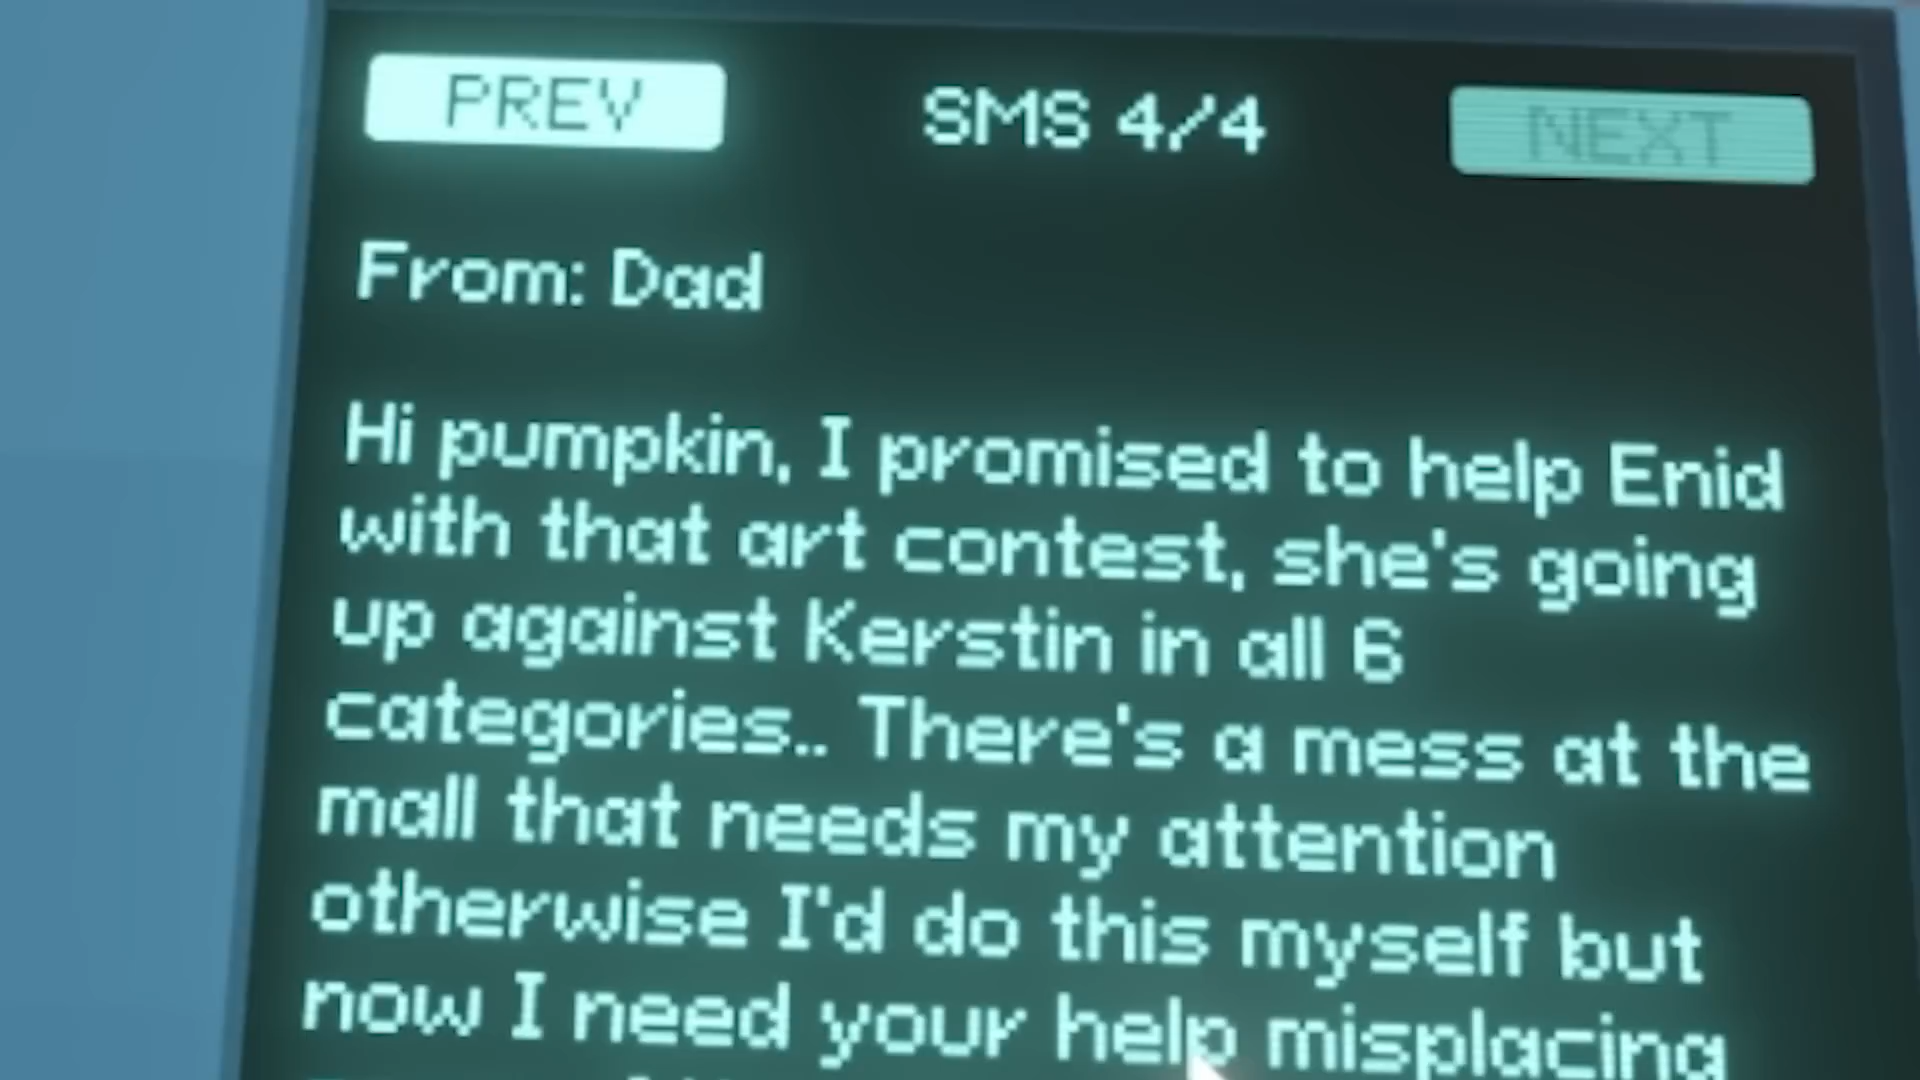 PREV
SMS 4/4
NEXT
From: Dad
Hi pumpkin, I promised to help Enid
with that art contest, she's going
up against Kerstin in all 6
categories.. There's a mess at the
mall that needs my attention
otherwise I'd do this myself but
now I need your help misplacing